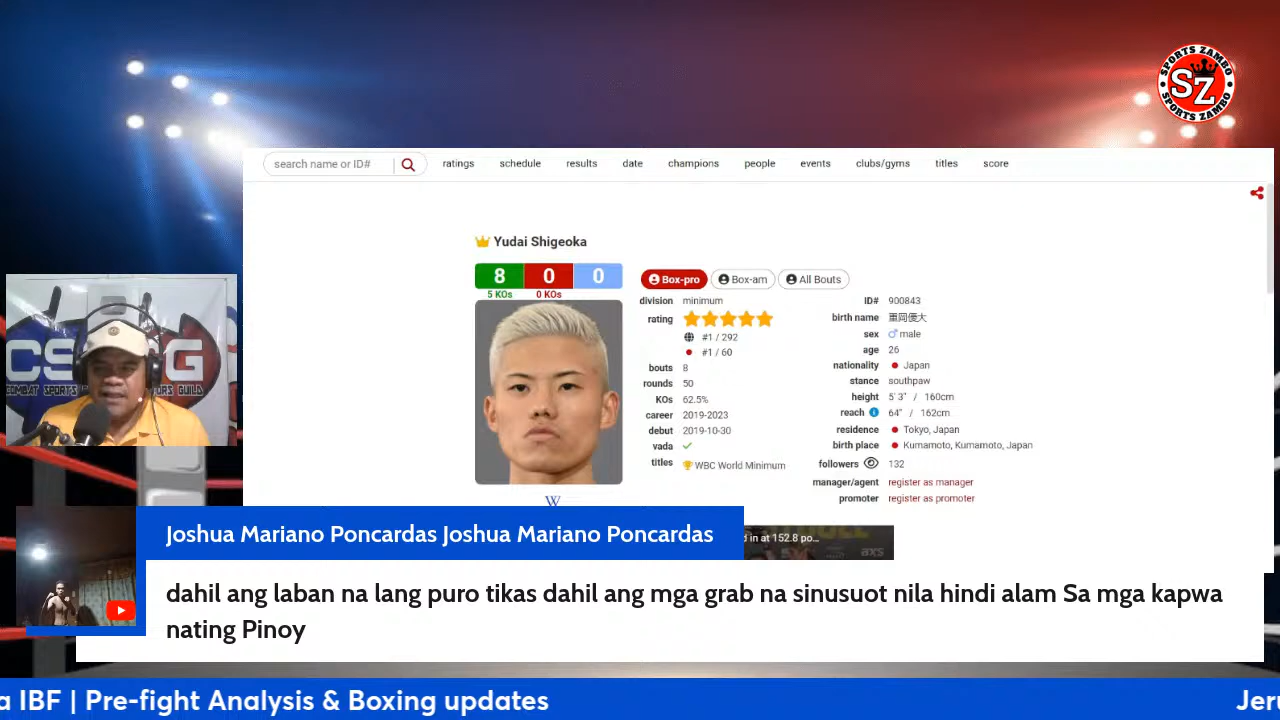 SPORTS ZAMBO
SZ
SPORTS ZAMBO
search name or ID#
ratings schedule results date champions people events clubs/gyms titles score
Yudai Shigeoka
8 0 0
5 KOs 0 KOs
Box-pro Box-am All Bouts
division minimum
rating
#1 / 292
#1 / 60
bouts 8
rounds 50
KOs 62.5%
career 2019-2023
debut 2019-10-30
vada
titles WBC World Minimum
ID# 900843
birth name 重岡優大
sex male
age 26
nationality Japan
stance southpaw
height 5' 3" / 160cm
reach 64" / 162cm
residence Tokyo, Japan
birth place Kumamoto, Kumamoto, Japan
followers 132
manager/agent register as manager
promoter register as promoter
W
d in at 152.8 po...
axs
CS G
COMBAT SPORTS
GUILD
Joshua Mariano Poncardas Joshua Mariano Poncardas
dahil ang laban na lang puro tikas dahil ang mga grab na sinusuot nila hindi alam Sa mga kapwa
nating Pinoy
a IBF | Pre-fight Analysis & Boxing updates
Jeru